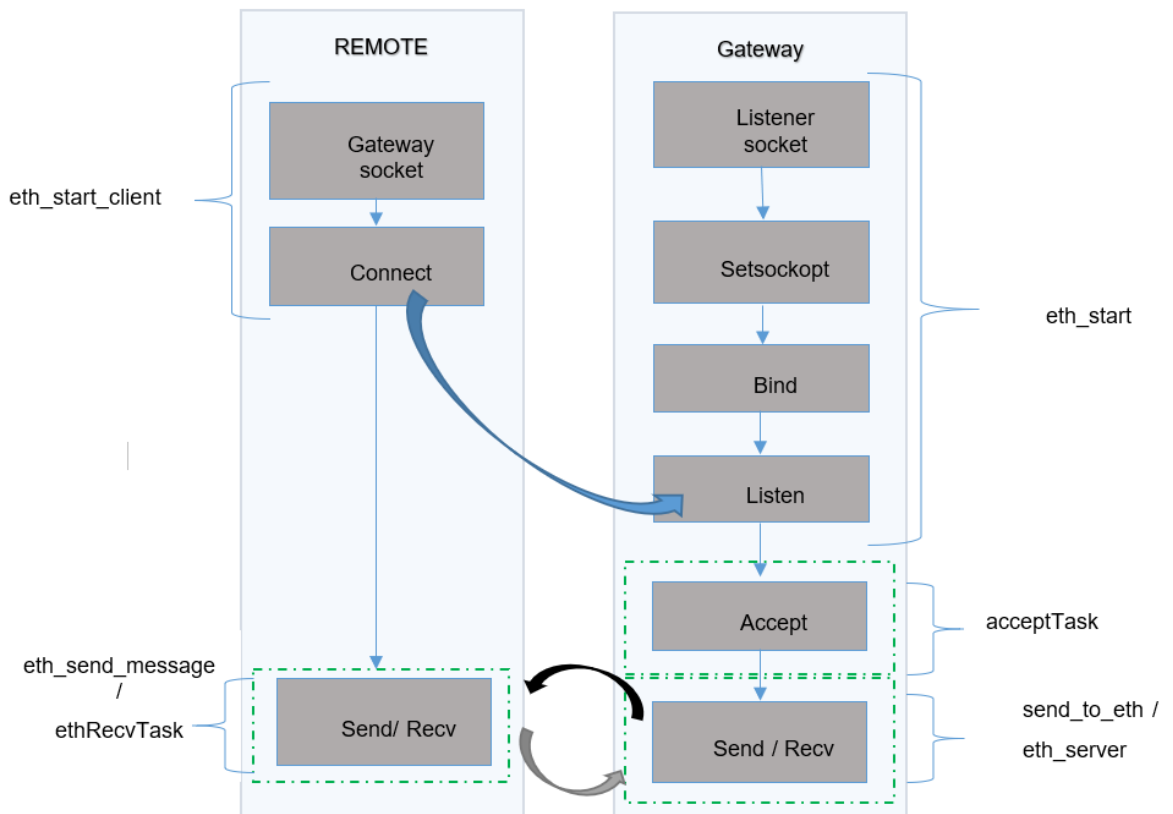 REMOTE
Gateway
socket
Connect
eth_start_client
eth_send_message
/
ethRecvTask
Send/ Recv
Gateway
Listener
socket
Setsockopt
Bind
Listen
eth_start
Accept
acceptTask
Send / Recv
send_to_eth /
eth_server